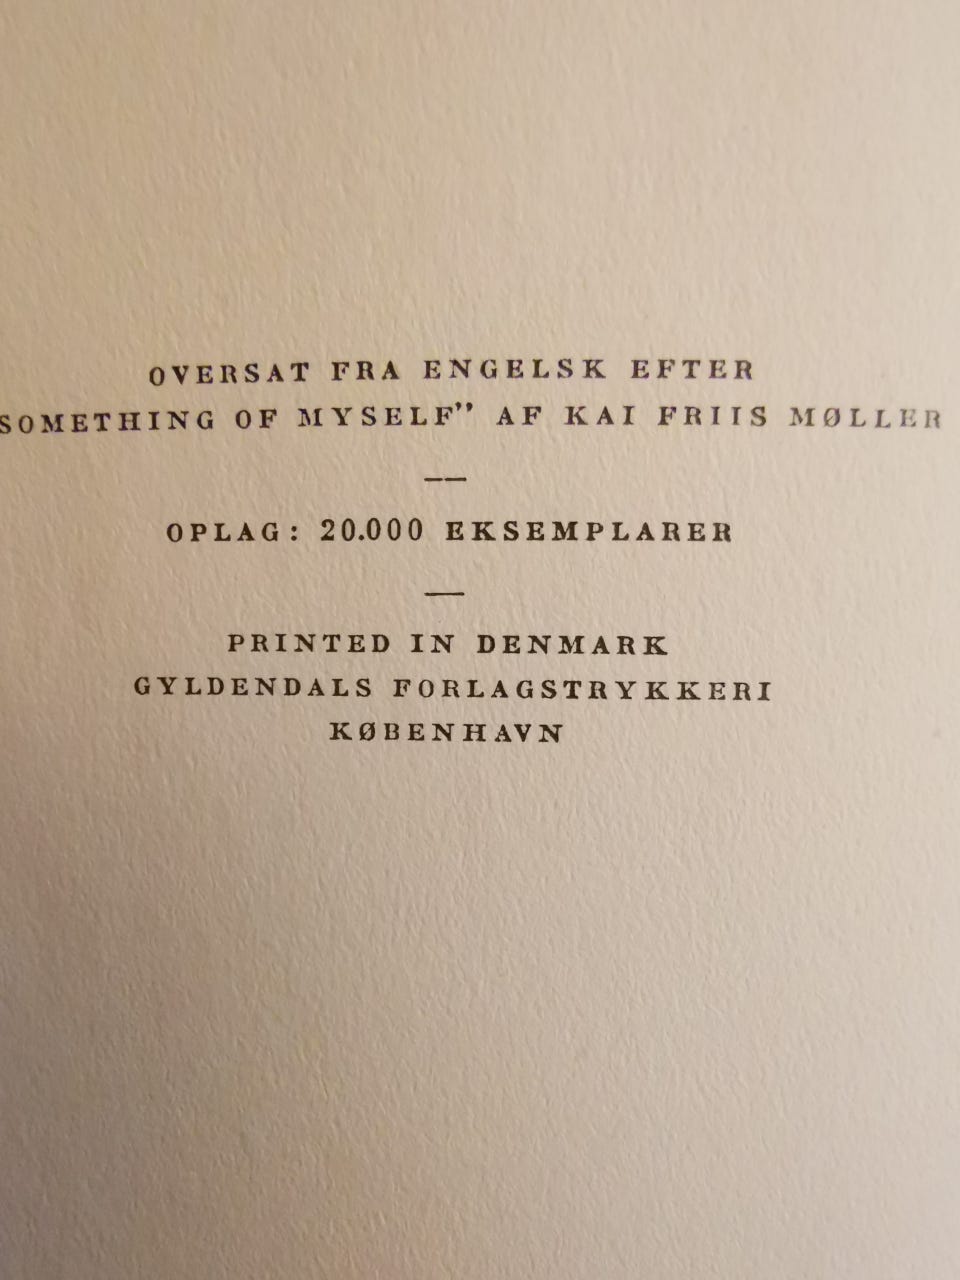 OVERSAT FRA ENGELSK EFTER
SOMETHING OF MYSELF” AF KAI FRIIS MØLLER
OPLAG: 20.000 EKSEMPLARER
PRINTED IN DENMARK
GYLDENDALS FORLAGSTRYKKERI
KØBENHAVN